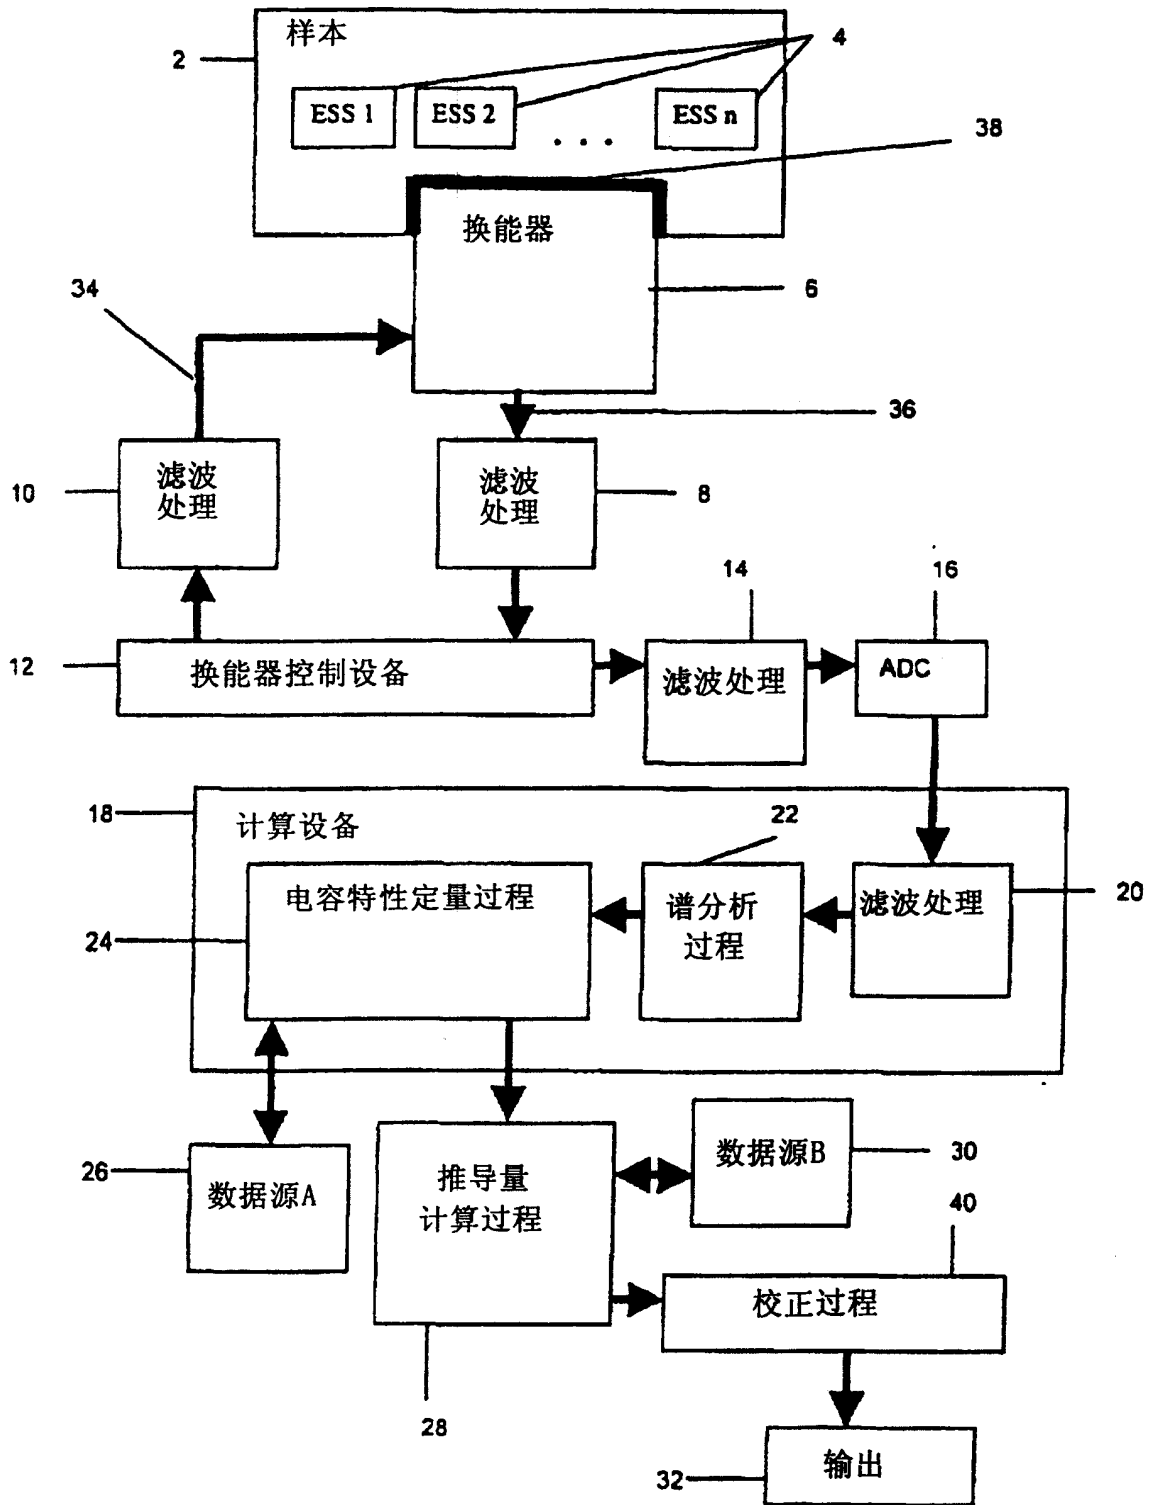 样本
2
4
ESS 1
ESS 2
. . .
ESS n
38
换能器
6
34
36
10
滤波
处理
滤波
处理
8
14
16
12
换能器控制设备
滤波处理
ADC
18
计算设备
22
电容特性定量过程
谱分析
过程
滤波处理
20
24
26
数据源A
推导量
计算过程
数据源B
30
40
校正过程
28
32
输出